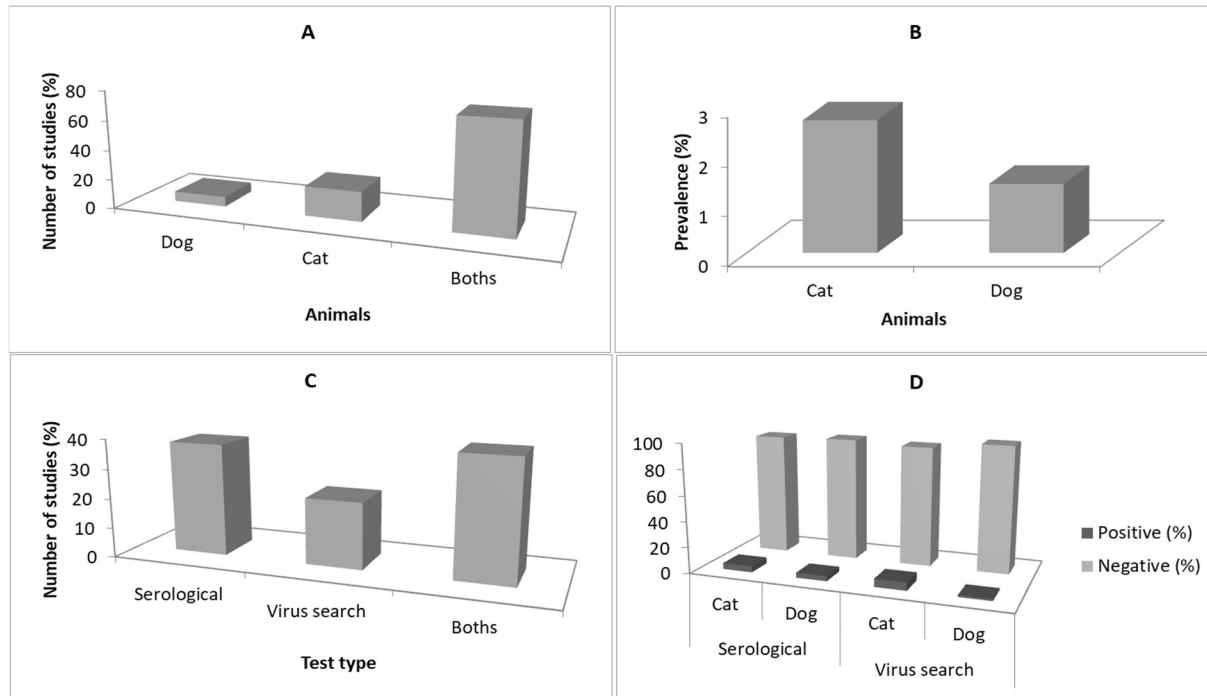 A
Number of studies (%)
80
60
40
20
0
Dog
Cat
Boths
Animals
B
Prevalence (%)
3
2
1
0
Cat
Dog
Animals
C
Number of studies (%)
40
30
20
10
0
Serological
Virus search
Boths
Test type
D
100
80
60
40
20
0
Cat
Dog
Cat
Dog
Serological
Virus search
Positive (%)
Negative (%)